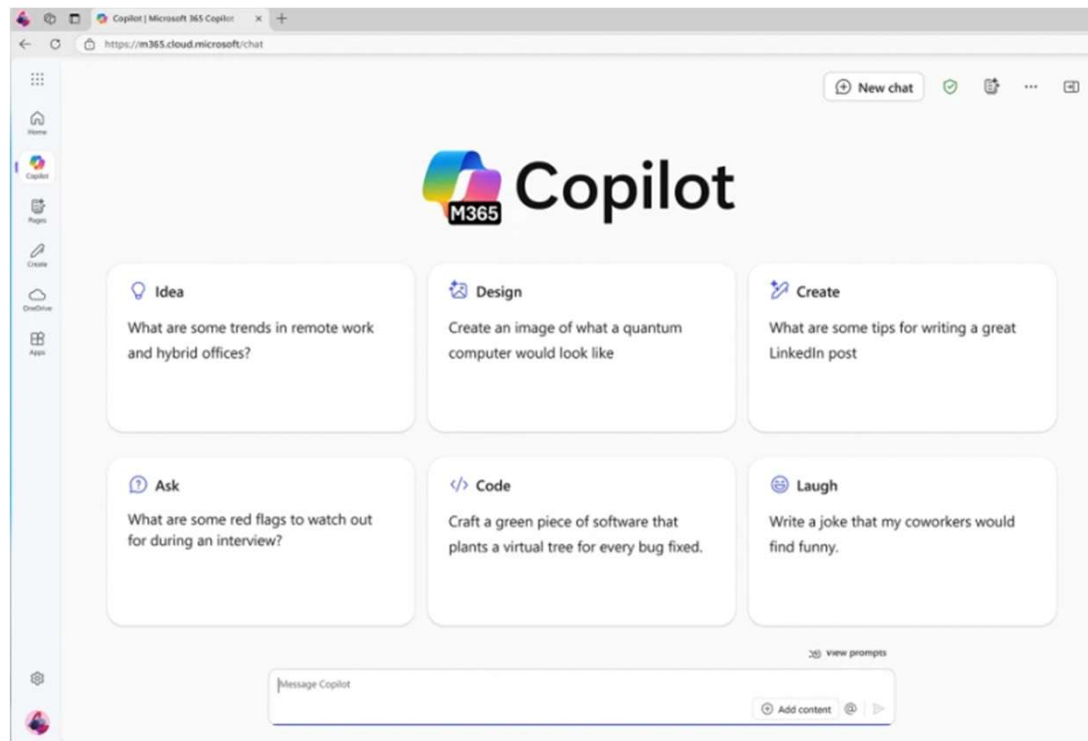 Copilot | Microsoft 365 Copilot
https://m365.cloud.microsoft/chat
New chat
Home
Copilot
Pages
Create
OneDrive
Apps
M365
Copilot
Idea
What are some trends in remote work
and hybrid offices?
Design
Create an image of what a quantum
computer would look like
Create
What are some tips for writing a great
LinkedIn post
Ask
What are some red flags to watch out
for during an interview?
Code
Craft a green piece of software that
plants a virtual tree for every bug fixed.
Laugh
Write a joke that my coworkers would
find funny.
View prompts
Message Copilot
Add content